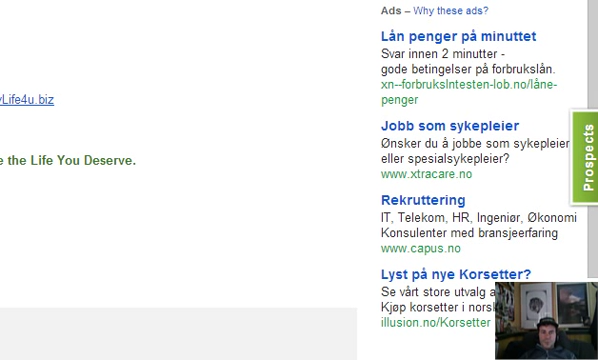 Ads – Why these ads?
Lån penger på minuttet
Svar innen 2 minutter -
gode betingelser på forbrukslån.
xn--forbrukslntesten-lob.no/låne-
penger
yLife4u.biz
Jobb som sykepleier
Ønsker du å jobbe som sykepleier
eller spesialsykepleier?
www.xtracare.no
e the Life You Deserve.
Prospects
Rekruttering
IT, Telekom, HR, Ingeniør, Økonomi
Konsulenter med bransjeerfaring
www.capus.no
Lyst på nye Korsetter?
Se vårt store utvalg a
Kjøp korsetter i norsk
illusion.no/Korsetter